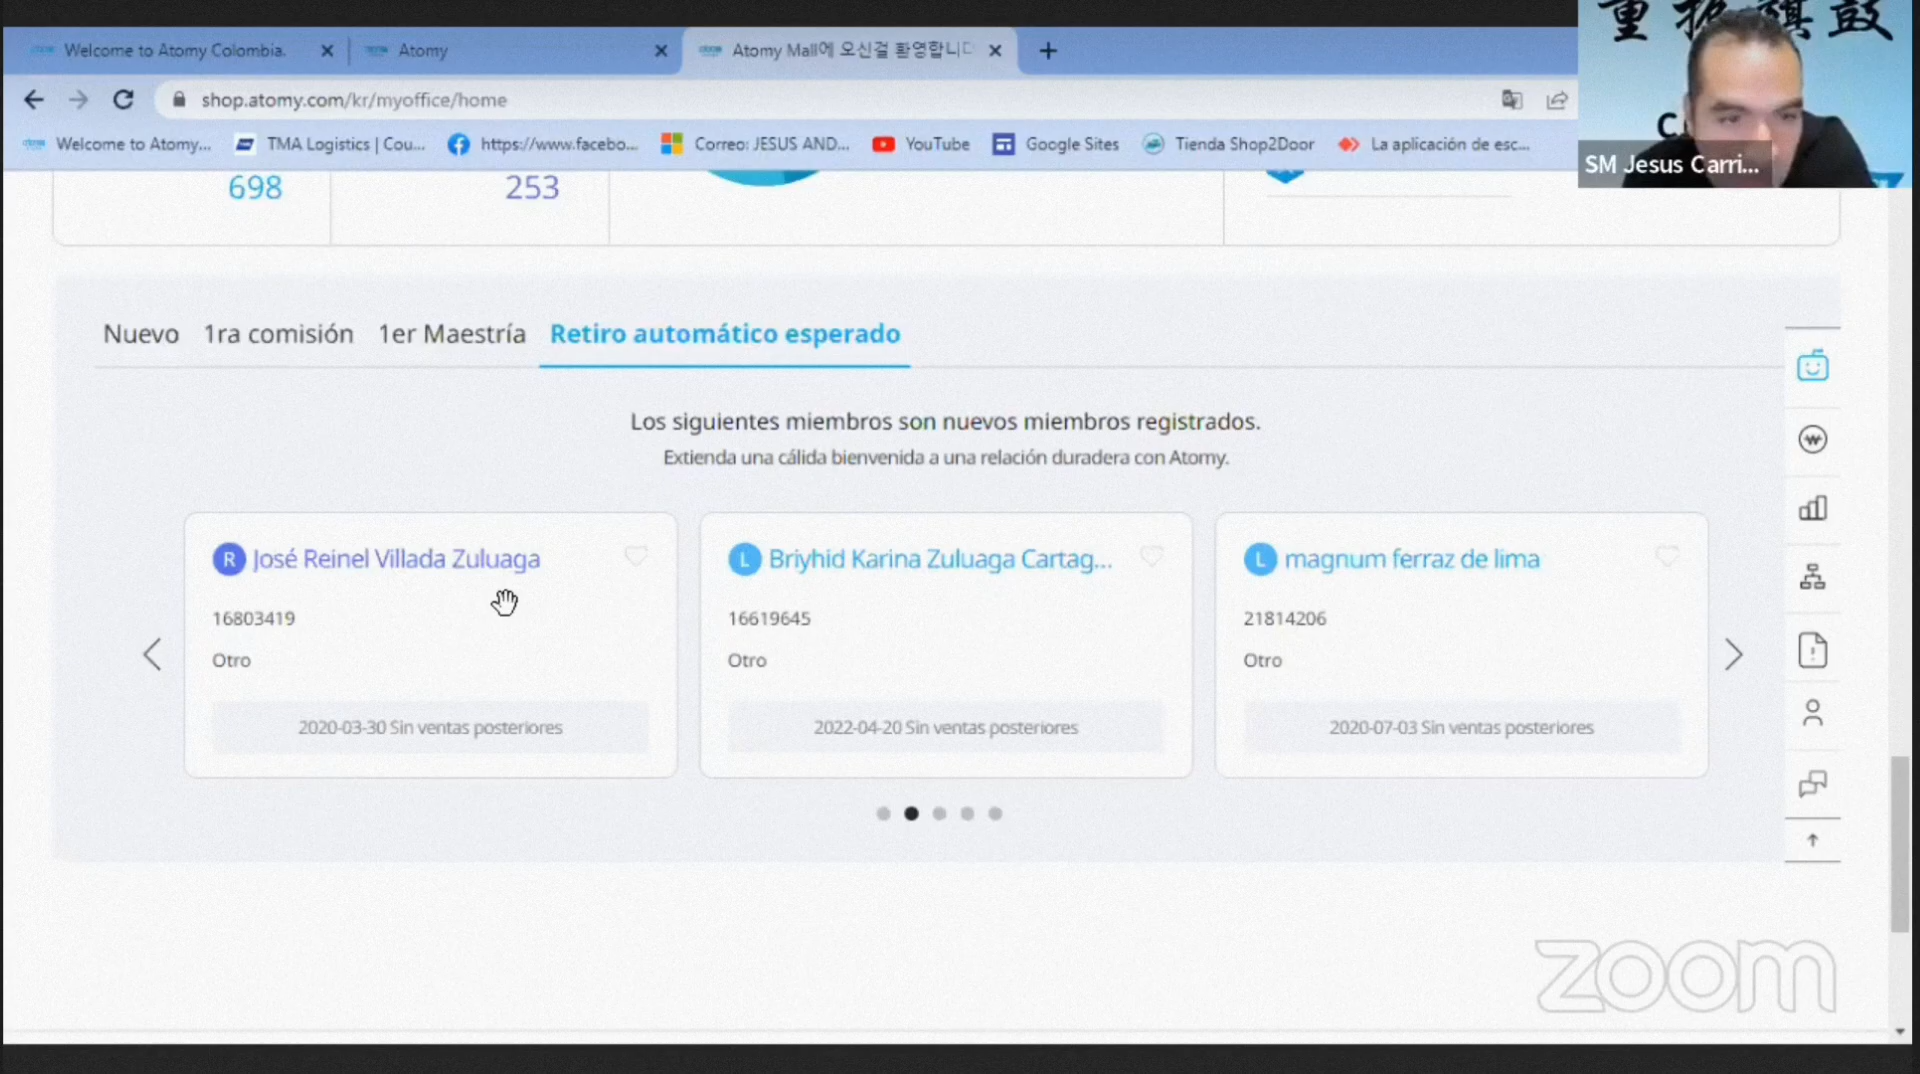 Welcome to Atomy Colombia.
Atomy
Atomy Mall에 오신걸 환영합니다
重振旗鼓
shop.atomy.com/kr/myoffice/home
Welcome to Atomy...
TMA Logistics | Cou...
https://www.facebo...
Correo: JESUS AND...
YouTube
Google Sites
Tienda Shop2Door
La aplicación de esc...
SM Jesus Carri...
698
253
Nuevo
1ra comisión
1er Maestría
Retiro automático esperado
Los siguientes miembros son nuevos miembros registrados.
Extienda una cálida bienvenida a una relación duradera con Atomy.
R José Reinel Villada Zuluaga
16803419
Otro
2020-03-30 Sin ventas posteriores
L Briyhid Karina Zuluaga Cartag...
16619645
Otro
2022-04-20 Sin ventas posteriores
L magnum ferraz de lima
21814206
Otro
2020-07-03 Sin ventas posteriores
zoom